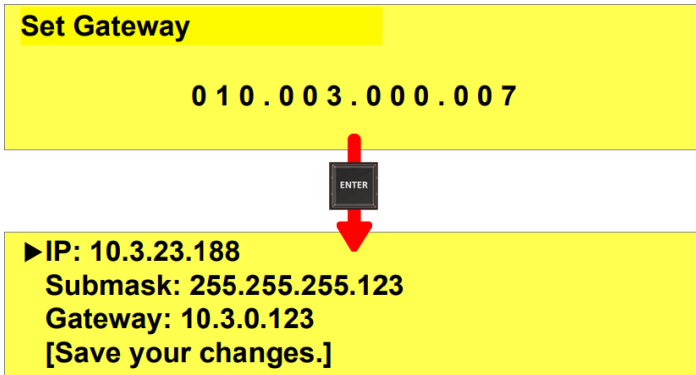 Set Gateway
010.003.000.007
ENTER
▶IP: 10.3.23.188
Submask: 255.255.255.123
Gateway: 10.3.0.123
[Save your changes.]